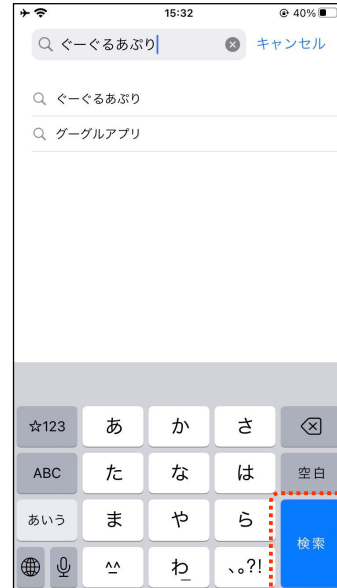 15:32 40%
ぐーぐるあぷり キャンセル
ぐーぐるあぷり
グーグルアプリ
☆123 あ か さ
ABC た な は 空白
あいう ま や ら 検索
^^ わ_ 、。?!